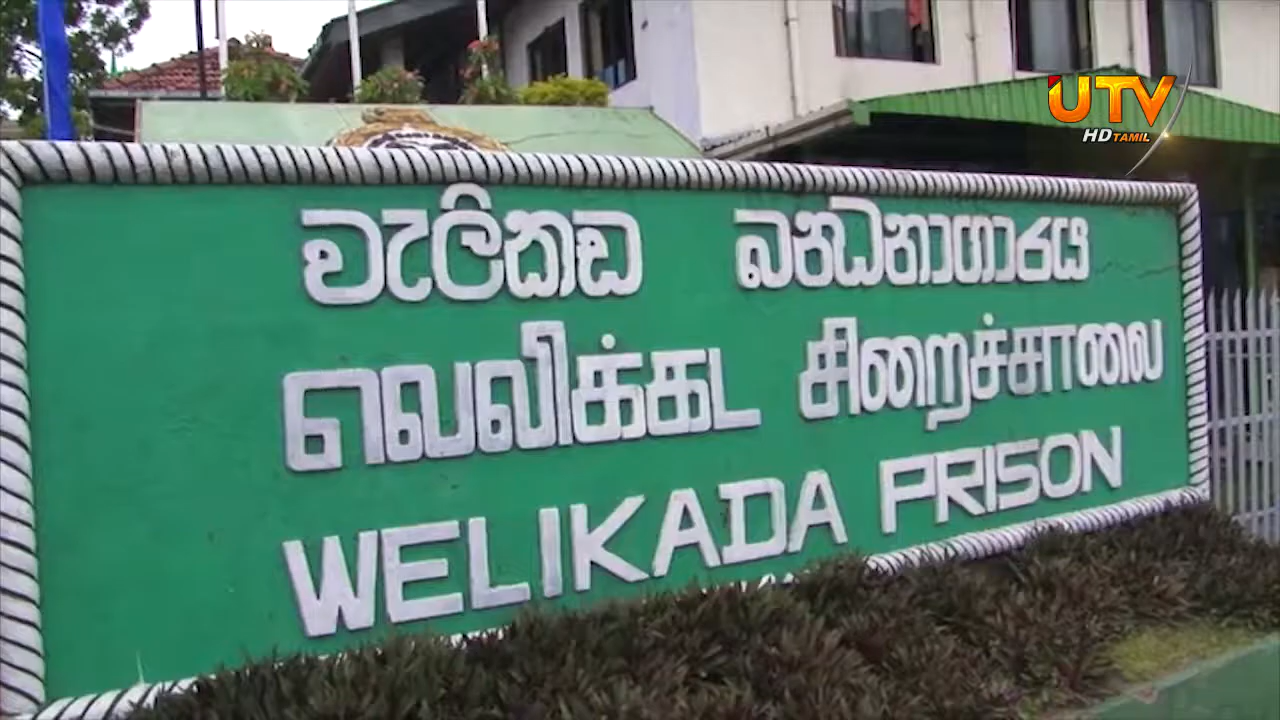 UTV
HD TAMIL
වැලිකඩ බන්ධනාගාරය
வெலிக்கட சிறைச்சாலை
WELIKADA PRISON